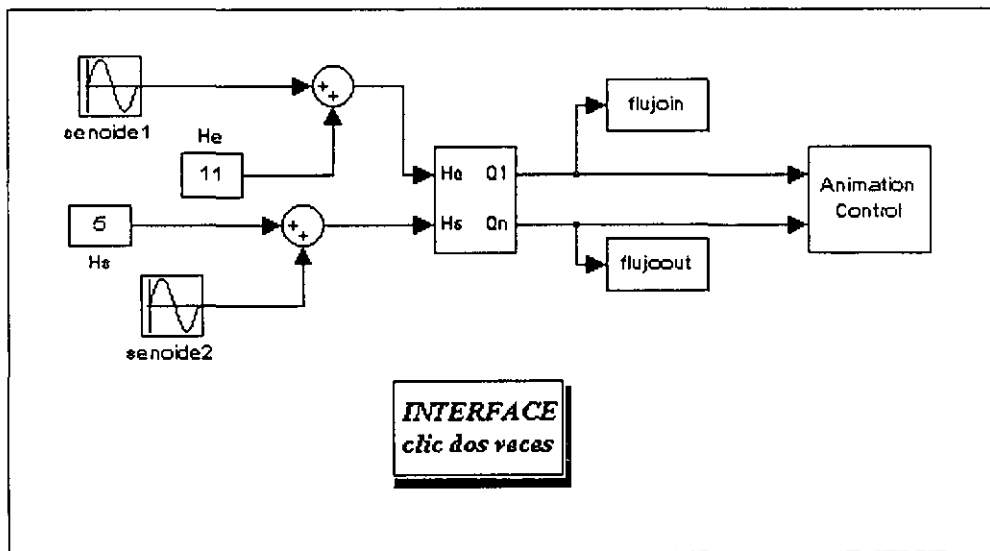 senoide1
He
11
5
Hs
senoide2
He Q1
Hs Qn
flujoin
flujoout
Animation
Control
INTERFACE
clic dos veces